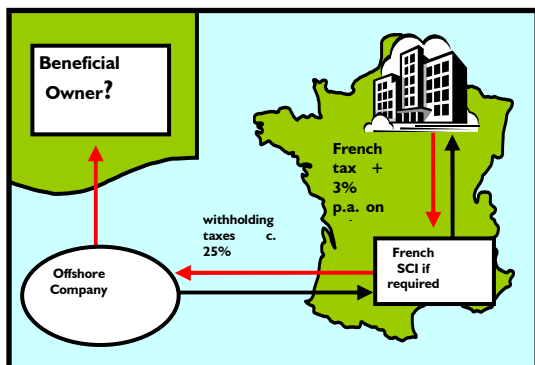 Beneficial
Owner?
French
tax +
3%
p.a. on
withholding
taxes c.
25%
Offshore
Company
French
SCI if
required